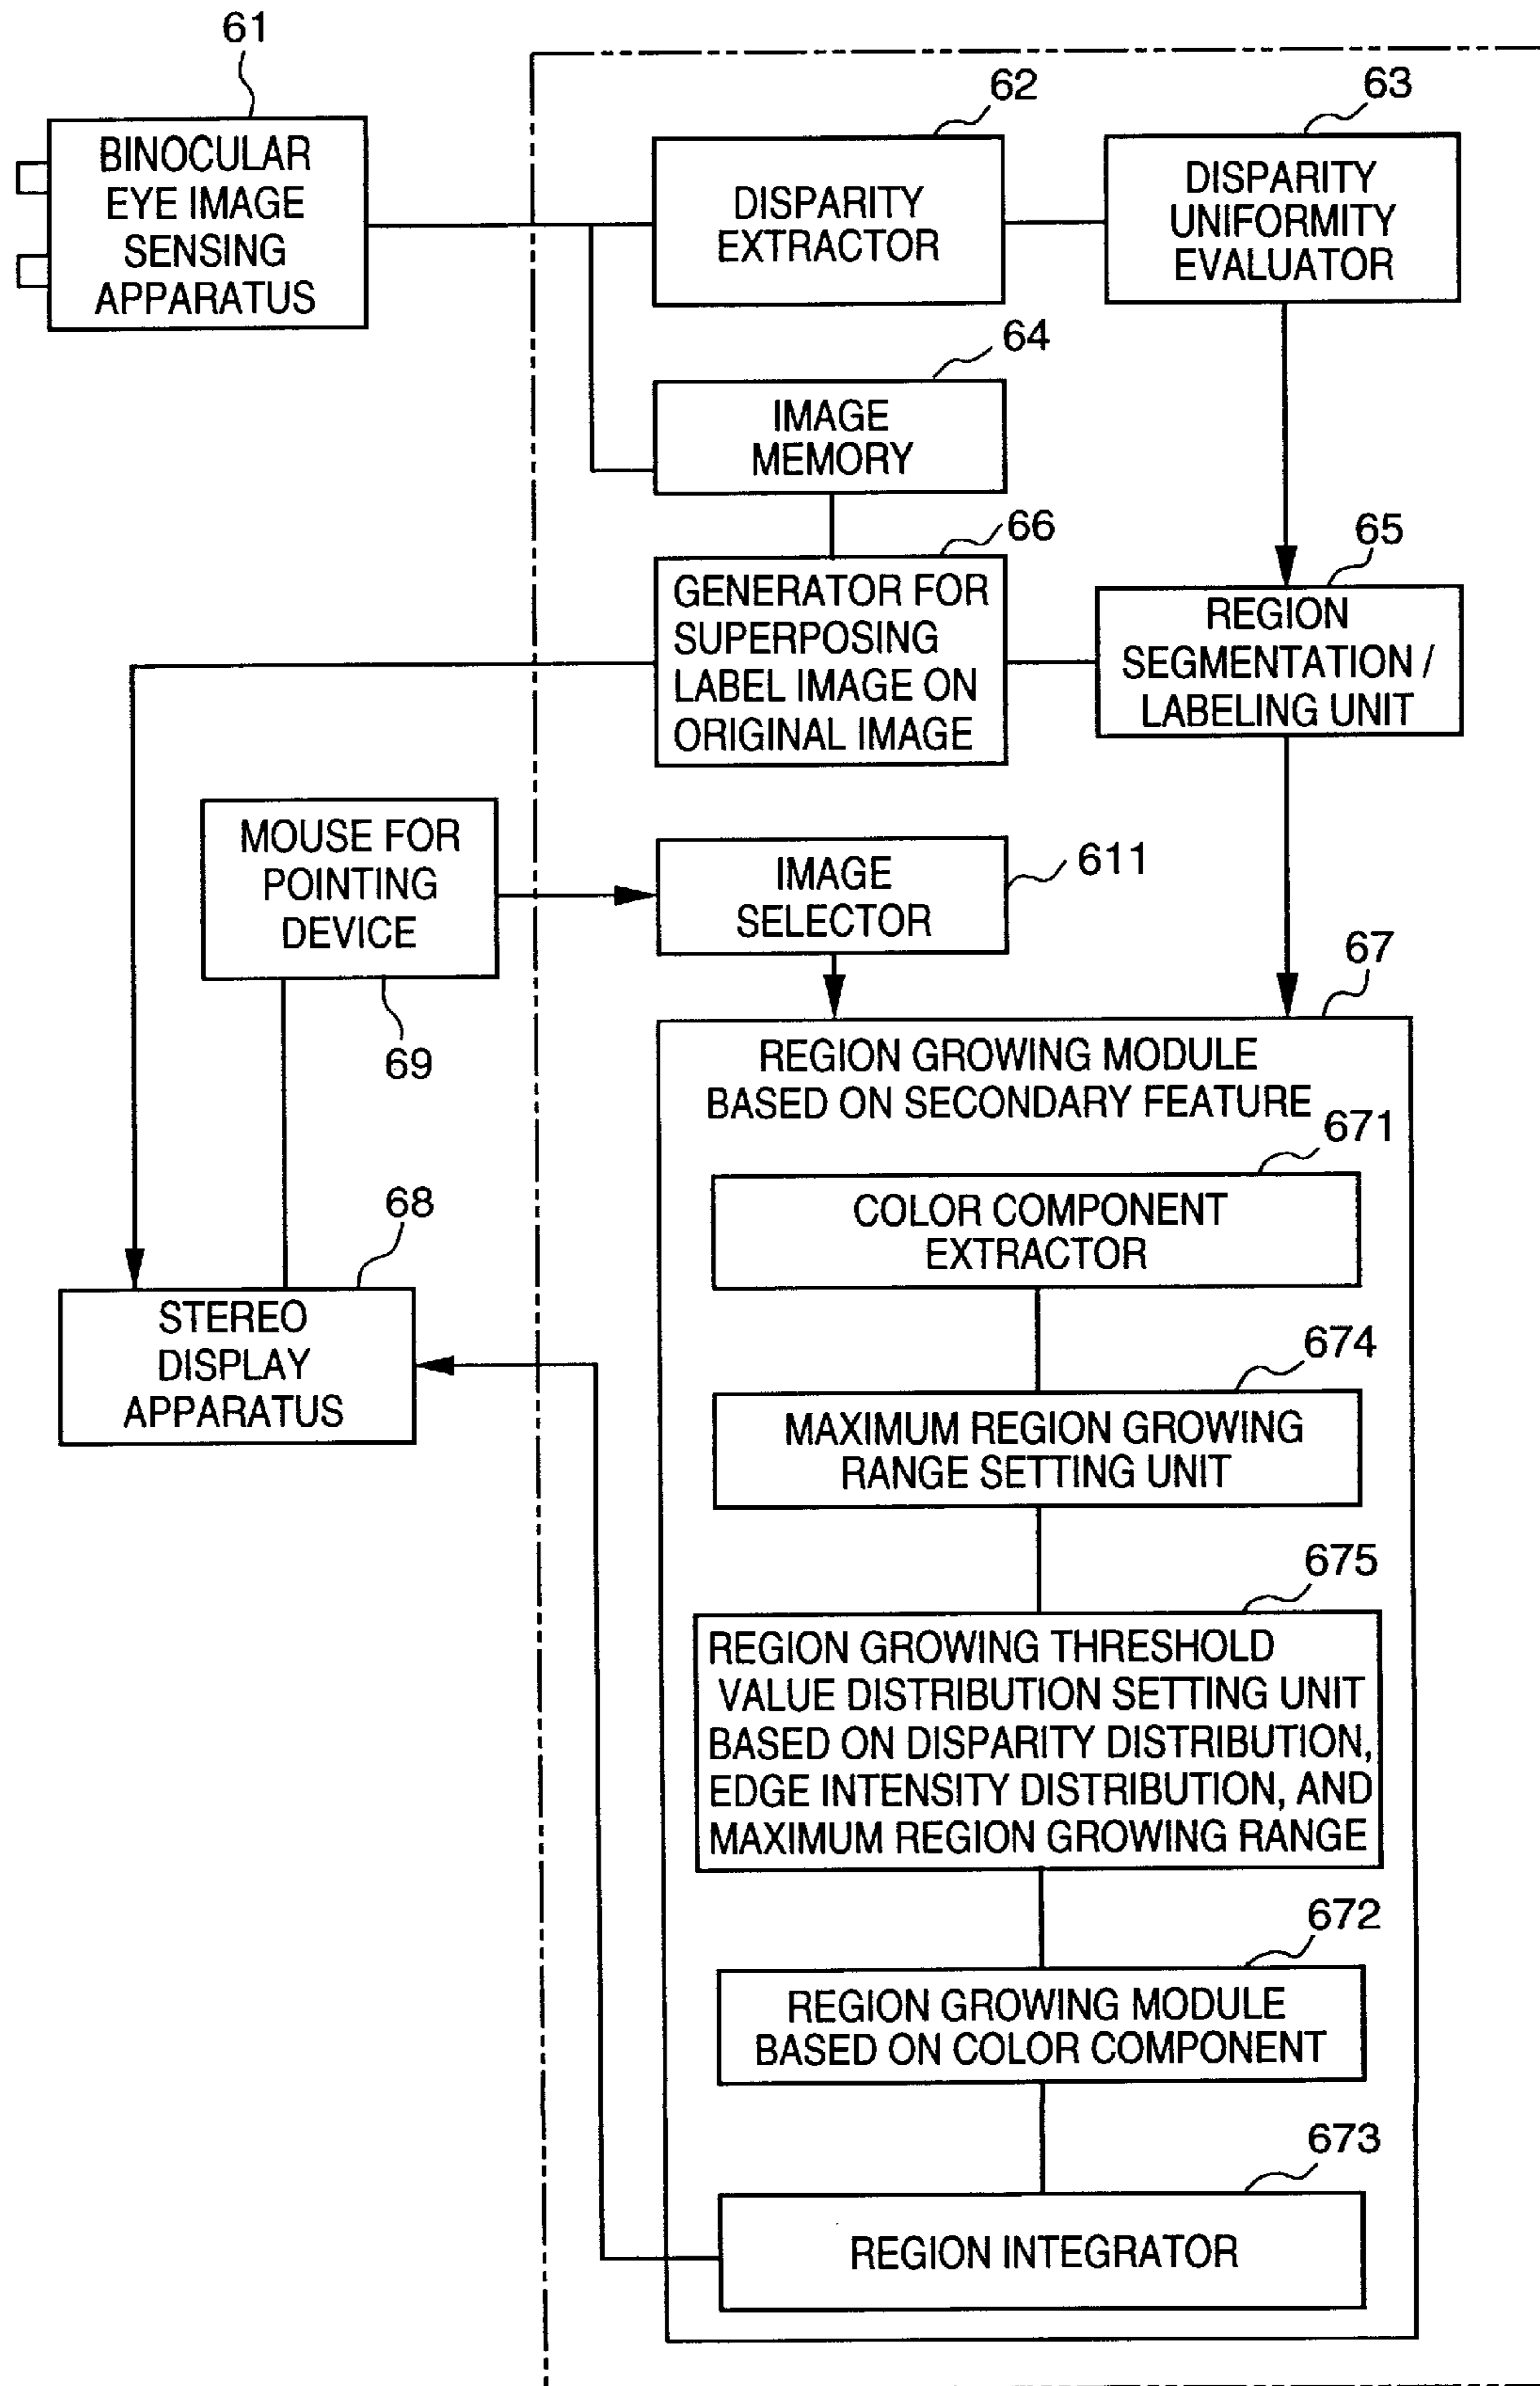 61
BINOCULAR
EYE IMAGE
SENSING
APPARATUS
62
DISPARITY
EXTRACTOR
63
DISPARITY
UNIFORMITY
EVALUATOR
64
IMAGE
MEMORY
66
GENERATOR FOR
SUPERPOSING
LABEL IMAGE ON
ORIGINAL IMAGE
65
REGION
SEGMENTATION /
LABELING UNIT
MOUSE FOR
POINTING
DEVICE
69
IMAGE
SELECTOR
611
67
REGION GROWING MODULE
BASED ON SECONDARY FEATURE
671
COLOR COMPONENT
EXTRACTOR
68
STEREO
DISPLAY
APPARATUS
674
MAXIMUM REGION GROWING
RANGE SETTING UNIT
675
REGION GROWING THRESHOLD
VALUE DISTRIBUTION SETTING UNIT
BASED ON DISPARITY DISTRIBUTION,
EDGE INTENSITY DISTRIBUTION, AND
MAXIMUM REGION GROWING RANGE
672
REGION GROWING MODULE
BASED ON COLOR COMPONENT
673
REGION INTEGRATOR